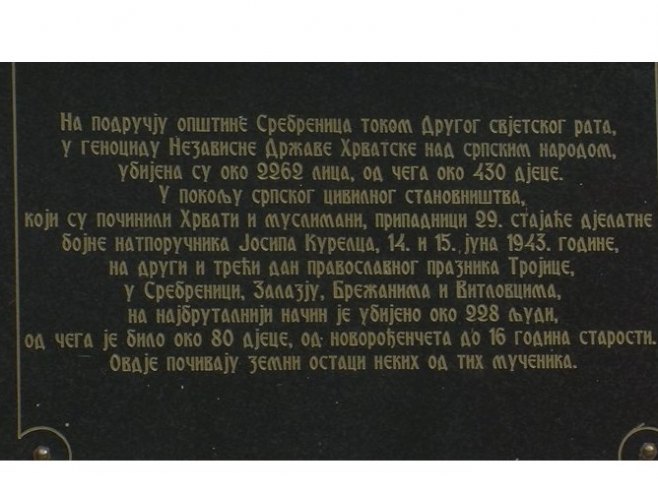 На подручју општине Сребреница током Другог свјетског рата,
у геноциду Независне Државе Хрватске над српским народом,
убијена су око 2262 лица, од чега око 430 дјеце.
У покољу српског цивилног становништва,
који су починили Хрвати и муслимани, припадници 29. стајаће дјелатне
бојне натпоручника Јосипа Курелца, 14. и 15. јуна 1943. године,
на други и трећи дан православног празника Тројице,
у Сребреници, Залазју, Брежанима и Витловцима,
на најбруталнији начин је убијено око 228 људи,
од чега је било око 80 дјеце, од новорођенчета до 16 година старости.
Овдје почивају земни остаци неких од тих мученика.